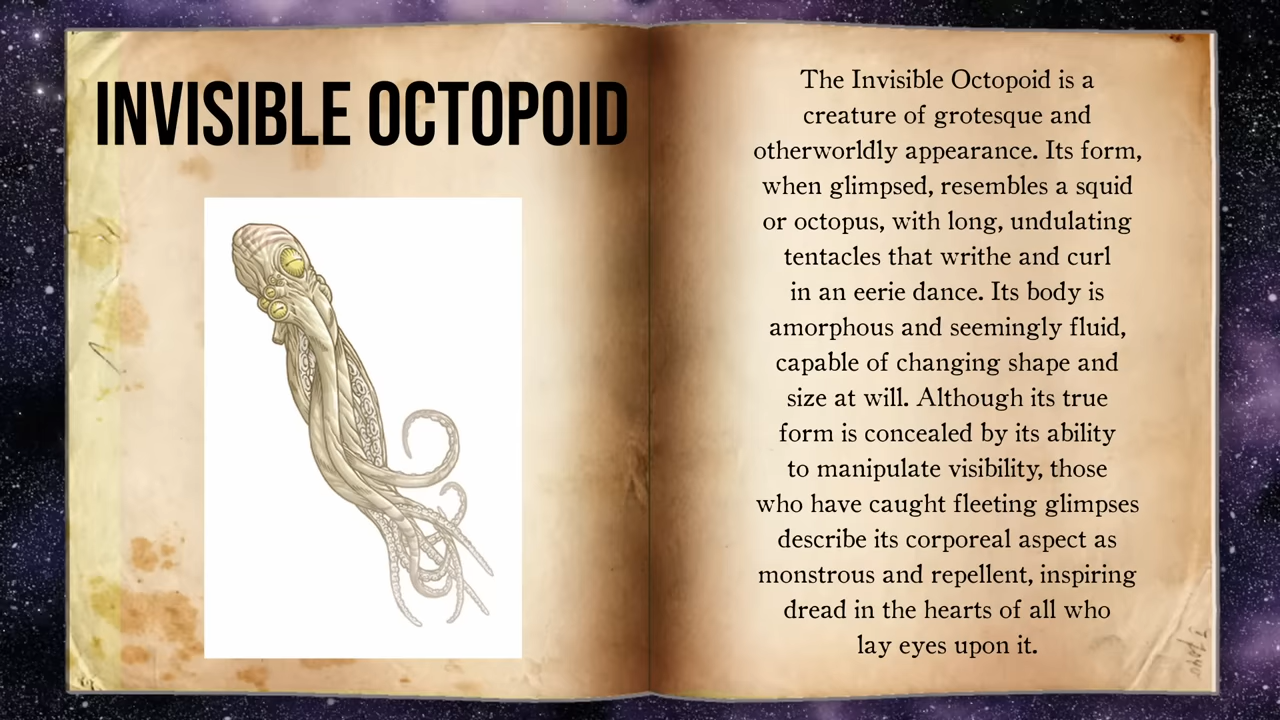 INVISIBLE OCTOPOID
The Invisible Octopoid is a
creature of grotesque and
otherworldly appearance. Its form,
when glimpsed, resembles a squid
or octopus, with long, undulating
tentacles that writhe and curl
in an eerie dance. Its body is
amorphous and seemingly fluid,
capable of changing shape and
size at will. Although its true
form is concealed by its ability
to manipulate visibility, those
who have caught fleeting glimpses
describe its corporeal aspect as
monstrous and repellent, inspiring
dread in the hearts of all who
lay eyes upon it.